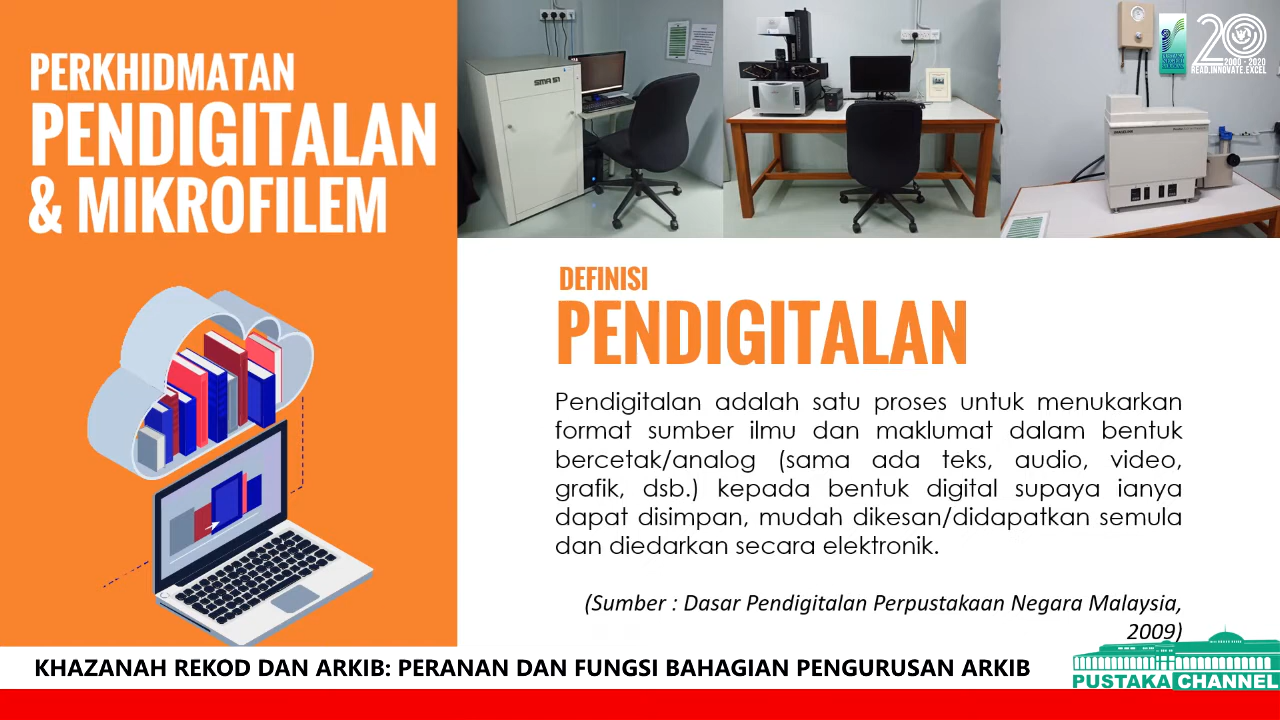 PERKHIDMATAN
PENDIGITALAN
& MIKROFILEM
SMA 51
20
2000 - 2020
READ.INNOVATE.EXCEL
DEFINISI
PENDIGITALAN
Pendigitalan adalah satu proses untuk menukarkan
format sumber ilmu dan maklumat dalam bentuk
bercetak/analog (sama ada teks, audio, video,
grafik, dsb.) kepada bentuk digital supaya ianya
dapat disimpan, mudah dikesan/didapatkan semula
dan diedarkan secara elektronik.
(Sumber : Dasar Pendigitalan Perpustakaan Negara Malaysia,
2009)
KHAZANAH REKOD DAN ARKIB: PERANAN DAN FUNGSI BAHAGIAN PENGURUSAN ARKIB
PUSTAKA CHANNEL